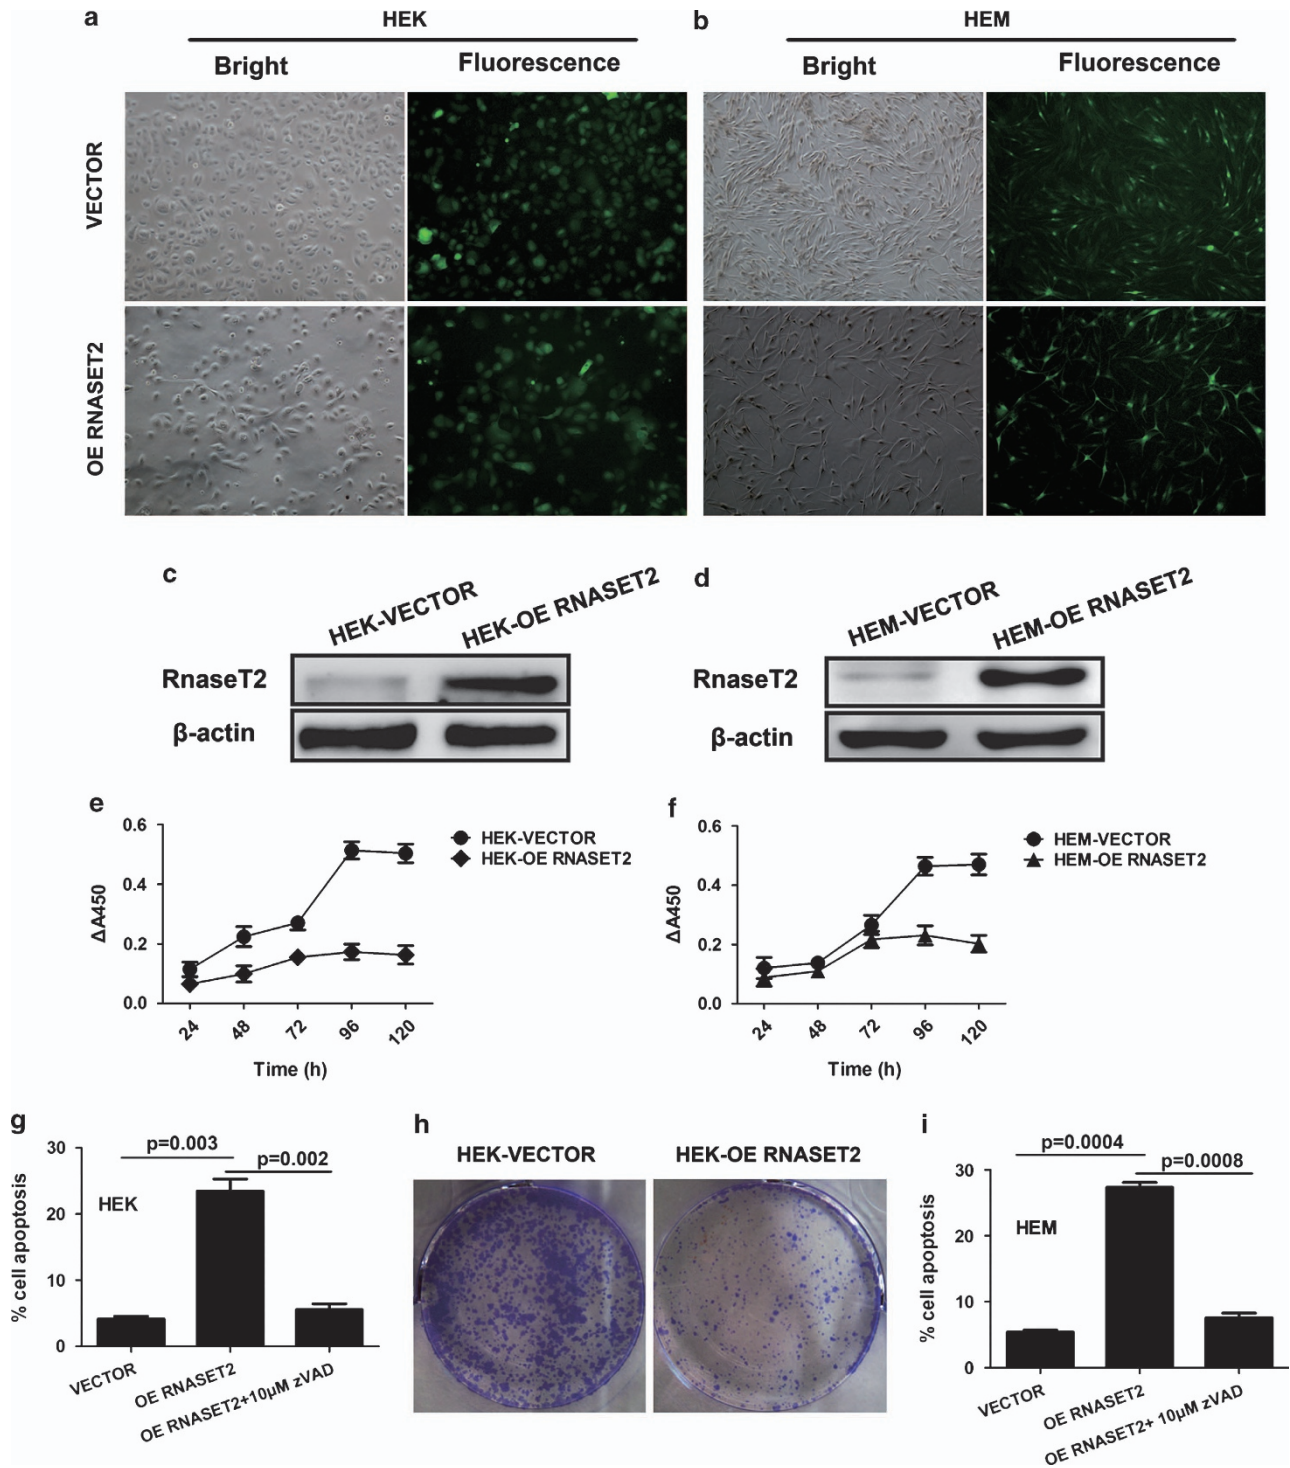 a
HEK
b
HEM
Bright
Fluorescence
Bright
Fluorescence
VECTOR
OE RNASET2
c
HEK-VECTOR
HEK-OE RNASET2
RnaseT2
β-actin
d
HEM-VECTOR
HEM-OE RNASET2
RnaseT2
β-actin
e
0.6
0.4
0.2
0.0
ΔA450
24 48 72 96 120
Time (h)
HEK-VECTOR
HEK-OE RNASET2
f
0.6
0.4
0.2
0.0
ΔA450
24 48 72 96 120
Time (h)
HEM-VECTOR
HEM-OE RNASET2
g
30
20
10
0
% cell apoptosis
p=0.003
p=0.002
HEK
VECTOR
OE RNASET2
OE RNASET2+10μM zVAD
h
HEK-VECTOR
HEK-OE RNASET2
i
30
20
10
0
% cell apoptosis
p=0.0004
p=0.0008
HEM
VECTOR
OE RNASET2
OE RNASET2+ 10μM zVAD